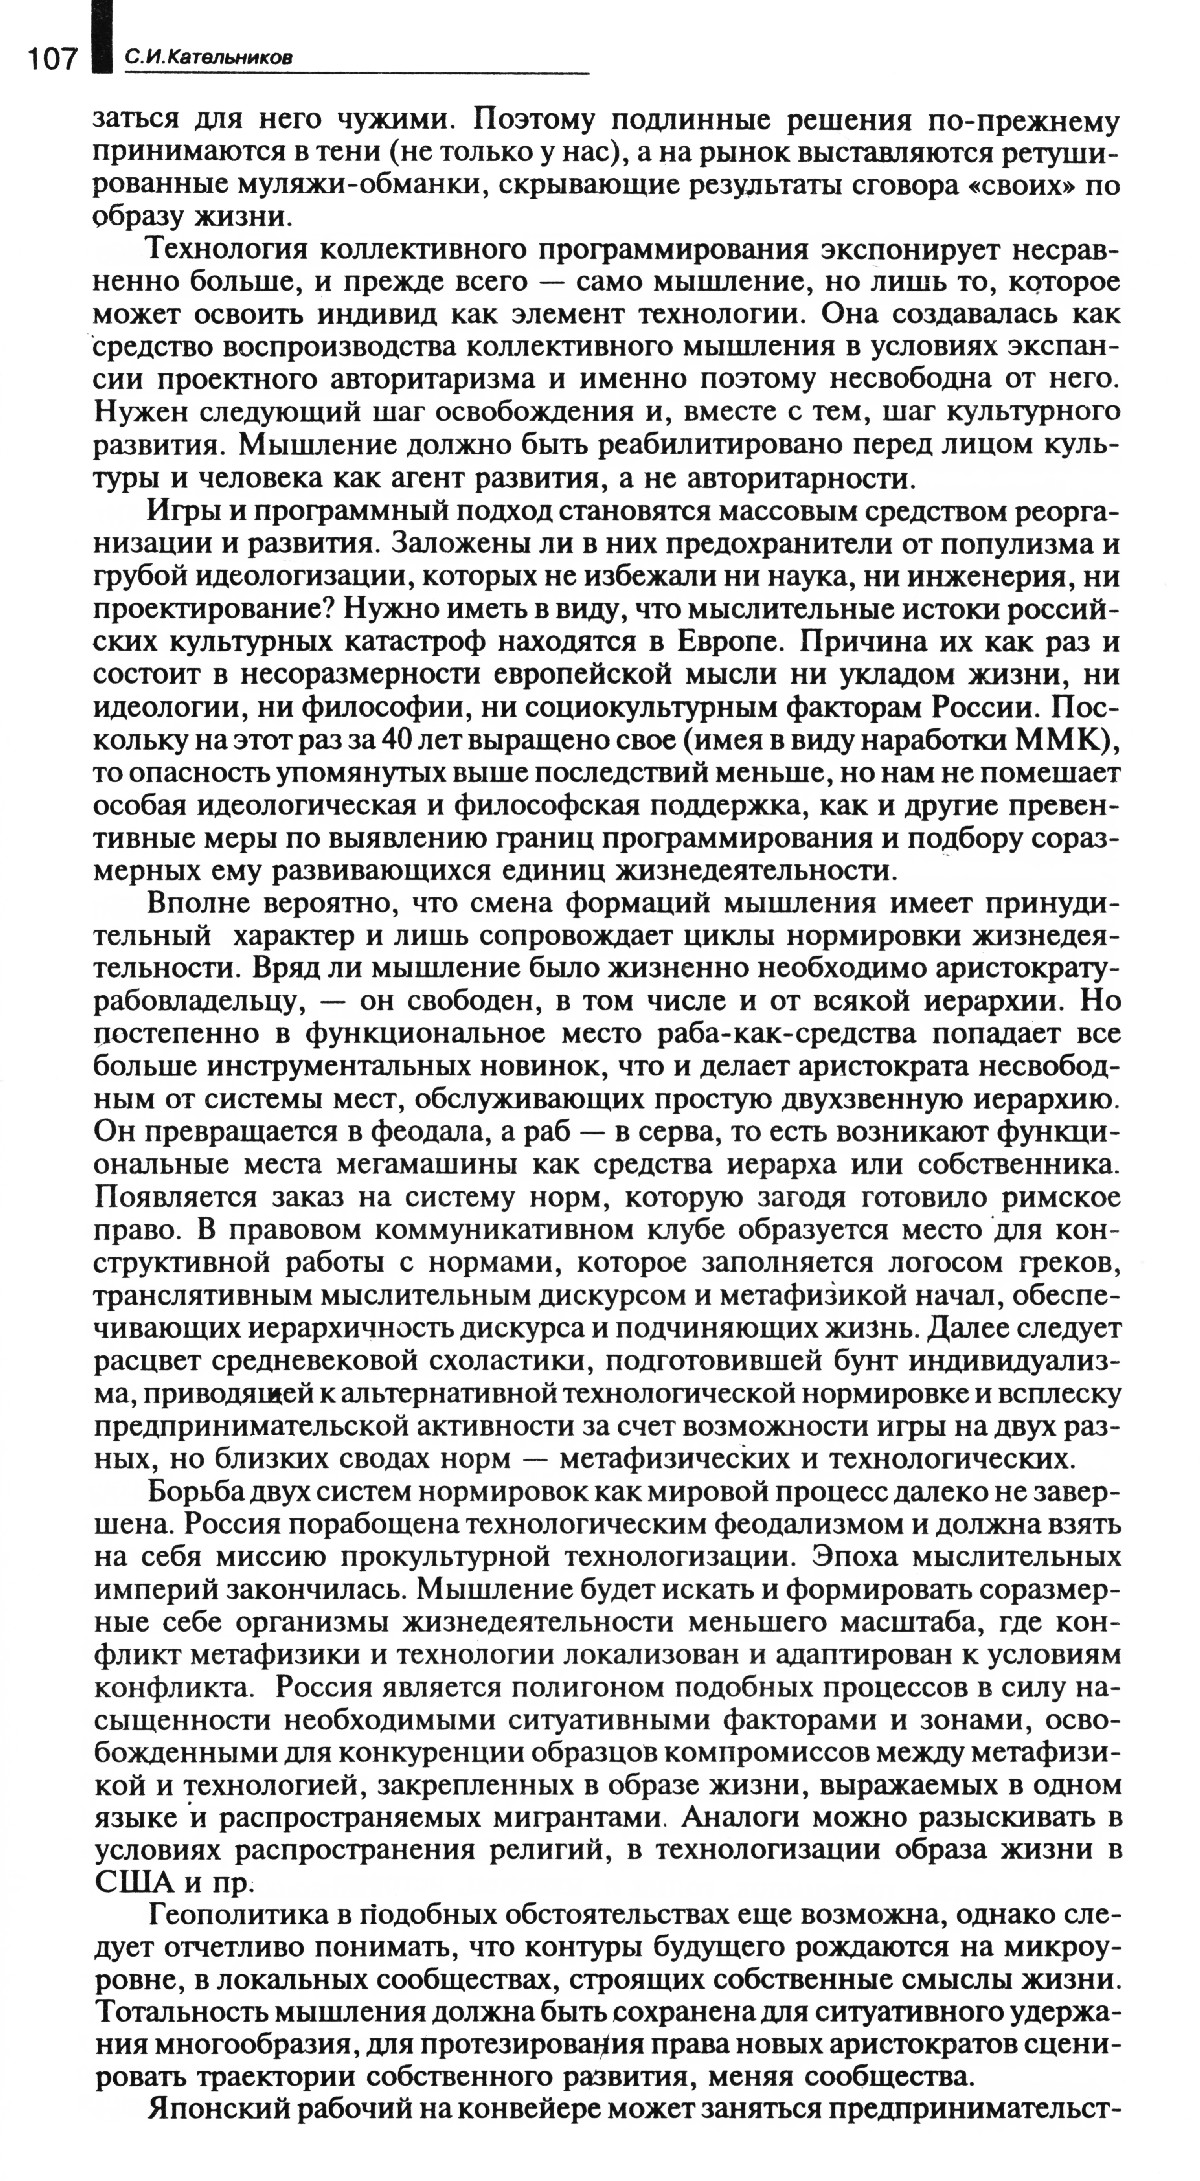 107
С.И.Кательников
заться для него чужими. Поэтому подлинные решения по-прежнему
принимаются в тени (не только у нас), а на рынок выставляются ретуши-
рованные муляжи-обманки, скрывающие результаты сговора «своих» по
образу жизни.
Технология коллективного программирования экспонирует несрав-
ненно больше, и прежде всего — само мышление, но лишь то, которое
может освоить индивид как элемент технологии. Она создавалась как
средство воспроизводства коллективного мышления в условиях экспан-
сии проектного авторитаризма и именно поэтому несвободна от него.
Нужен следующий шаг освобождения и, вместе с тем, шаг культурного
развития. Мышление должно быть реабилитировано перед лицом куль-
туры и человека как агент развития, а не авторитарности.
Игры и программный подход становятся массовым средством реорга-
низации и развития. Заложены ли в них предохранители от популизма и
грубой идеологизации, которых не избежали ни наука, ни инженерия, ни
проектирование? Нужно иметь в виду, что мыслительные истоки россий-
ских культурных катастроф находятся в Европе. Причина их как раз и
состоит в несоразмерности европейской мысли ни укладом жизни, ни
идеологии, ни философии, ни социокультурным факторам России. Пос-
кольку на этот раз за 40 лет выращено свое (имея в виду наработки ММК),
то опасность упомянутых выше последствий меньше, но нам не помешает
особая идеологическая и философская поддержка, как и другие превен-
тивные меры по выявлению границ программирования и подбору сораз-
мерных ему развивающихся единиц жизнедеятельности.
Вполне вероятно, что смена формаций мышления имеет принуди-
тельный характер и лишь сопровождает циклы нормировки жизнедея-
тельности. Вряд ли мышление было жизненно необходимо аристократу-
рабовладельцу, — он свободен, в том числе и от всякой иерархии. Но
постепенно в функциональное место раба-как-средства попадает все
больше инструментальных новинок, что и делает аристократа несвобод-
ным от системы мест, обслуживающих простую двухзвенную иерархию.
Он превращается в феодала, а раб — в серва, то есть возникают функци-
ональные места мегамашины как средства иерарха или собственника.
Появляется заказ на систему норм, которую загодя готовило римское
право. В правовом коммуникативном клубе образуется место для кон-
структивной работы с нормами, которое заполняется логосом греков,
транслятивным мыслительным дискурсом и метафизикой начал, обеспе-
чивающих иерархичность дискурса и подчиняющих жизнь. Далее следует
расцвет средневековой схоластики, подготовившей бунт индивидуализ-
ма, приводящей к альтернативной технологической нормировке и всплеску
предпринимательской активности за счет возможности игры на двух раз-
ных, но близких сводах норм — метафизических и технологических.
Борьба двух систем нормировок как мировой процесс далеко не завер-
шена. Россия порабощена технологическим феодализмом и должна взять
на себя миссию прокультурной технологизации. Эпоха мыслительных
империй закончилась. Мышление будет искать и формировать соразмер-
ные себе организмы жизнедеятельности меньшего масштаба, где кон-
фликт метафизики и технологии локализован и адаптирован к условиям
конфликта. Россия является полигоном подобных процессов в силу на-
сыщенности необходимыми ситуативными факторами и зонами, осво-
божденными для конкуренции образцов компромиссов между метафизи-
кой и технологией, закрепленных в образе жизни, выражаемых в одном
языке и распространяемых мигрантами. Аналоги можно разыскивать в
условиях распространения религий, в технологизации образа жизни в
США и пр.
Геополитика в подобных обстоятельствах еще возможна, однако сле-
дует отчетливо понимать, что контуры будущего рождаются на микроу-
ровне, в локальных сообществах, строящих собственные смыслы жизни.
Тотальность мышления должна быть сохранена для ситуативного удержа-
ния многообразия, для протезирования права новых аристократов сцени-
ровать траектории собственного развития, меняя сообщества.
Японский рабочий на конвейере может заняться предпринимательст-